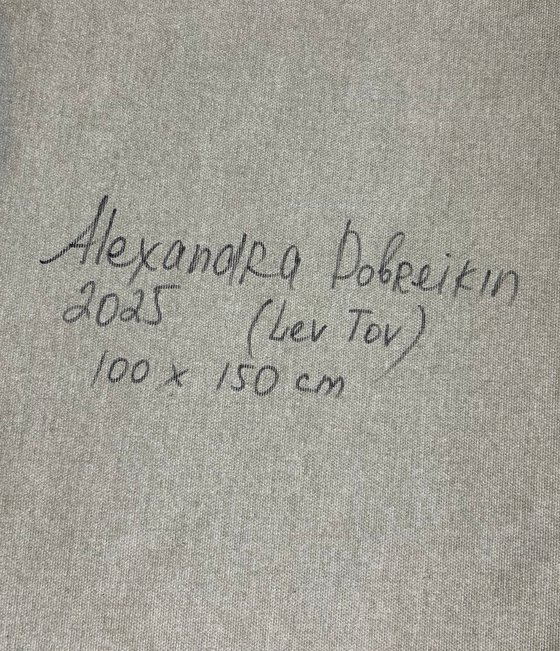 Alexandra Dobreikin
2025 (Lev Tov)
100 x 150 cm